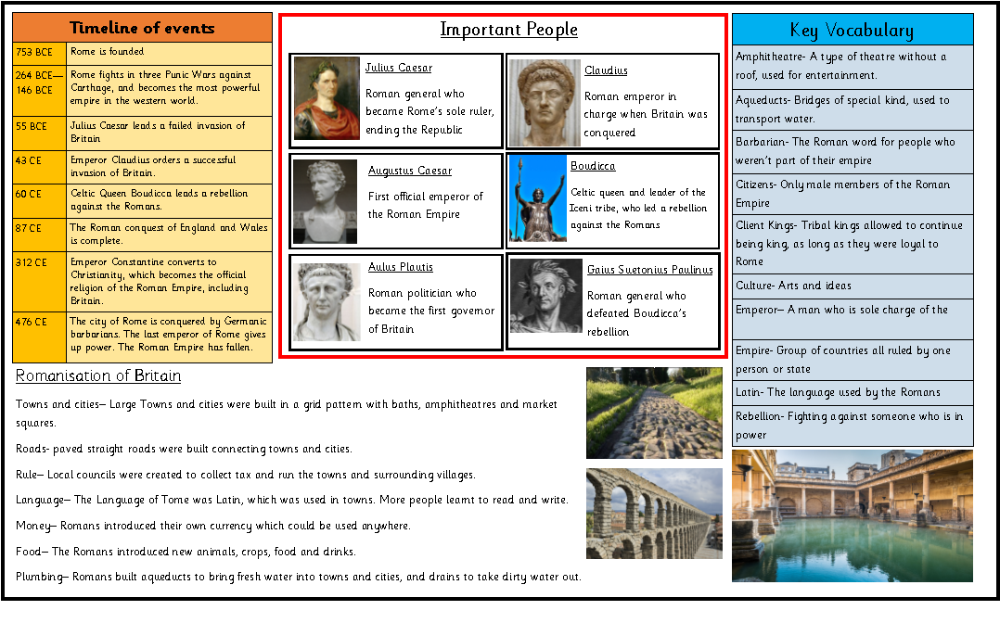 Timeline of events
753 BCE
Rome is founded
264 BCE—
146 BCE
Rome fights in three Punic Wars against
Carthage, and becomes the most powerful
empire in the western world.
55 BCE
Julius Caesar leads a failed invasion of
Britain
43 CE
Emperor Claudius orders a successful
invasion of Britain.
60 CE
Celtic Queen Boudicca leads a rebellion
against the Romans.
87 CE
The Roman conquest of England and Wales
is complete.
312 CE
Emperor Constantine converts to
Christianity, which becomes the official
religion of the Roman Empire, including
Britain.
476 CE
The city of Rome is conquered by Germanic
barbarians. The last emperor of Rome gives
up power. The Roman Empire has fallen.
Important People
Julius Caesar
Roman general who
became Rome's sole ruler,
ending the Republic
Claudius
Roman emperor in
charge when Britain was
conquered
Augustus Caesar
First official emperor of
the Roman Empire
Boudicca
Celtic queen and leader of the
Iceni tribe, who led a rebellion
against the Romans
Aulus Plautis
Roman politician who
became the first governor
of Britain
Gaius Suetonius Paulinus
Roman general who
defeated Boudicca's
rebellion
Key Vocabulary
Amphitheatre- A type of theatre without a
roof, used for entertainment.
Aqueducts- Bridges of special kind, used to
transport water.
Barbarian- The Roman word for people who
weren't part of their empire
Citizens- Only male members of the Roman
Empire
Client Kings- Tribal kings allowed to continue
being king, as long as they were loyal to
Rome
Culture- Arts and ideas
Emperor— A man who is sole charge of the
Empire- Group of countries all ruled by one
person or state
Latin- The language used by the Romans
Rebellion- Fighting against someone who is in
power
Romanisation of Britain
Towns and cities— Large Towns and cities were built in a grid pattern with baths, amphitheatres and market
squares.
Roads- paved straight roads were built connecting towns and cities.
Rule— Local councils were created to collect tax and run the towns and surrounding villages.
Language— The Language of Tome was Latin, which was used in towns. More people learnt to read and write.
Money— Romans introduced their own currency which could be used anywhere.
Food— The Romans introduced new animals, crops, food and drinks.
Plumbing— Romans built aqueducts to bring fresh water into towns and cities, and drains to take dirty water out.